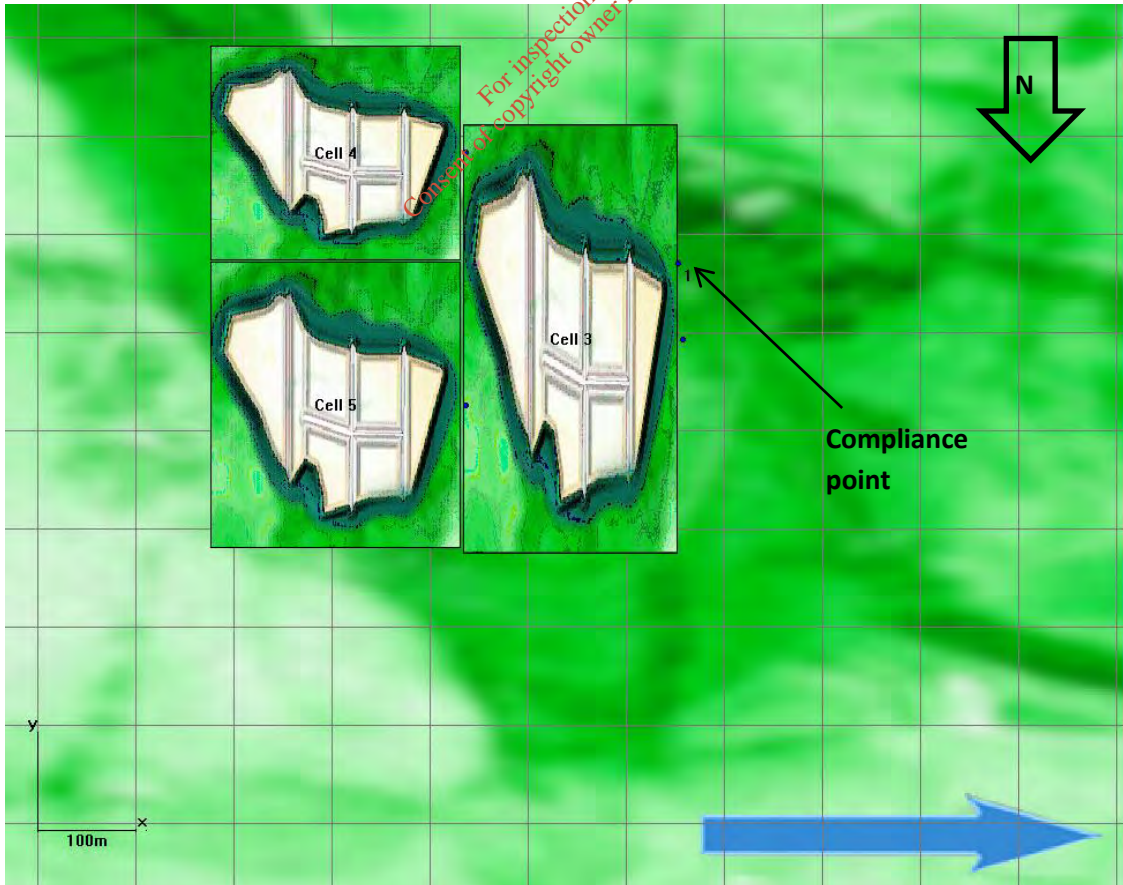 For inspection
Consent of copyright owner
N
Cell 4
1
Cell 3
Cell 5
Compliance
point
y
x
100m